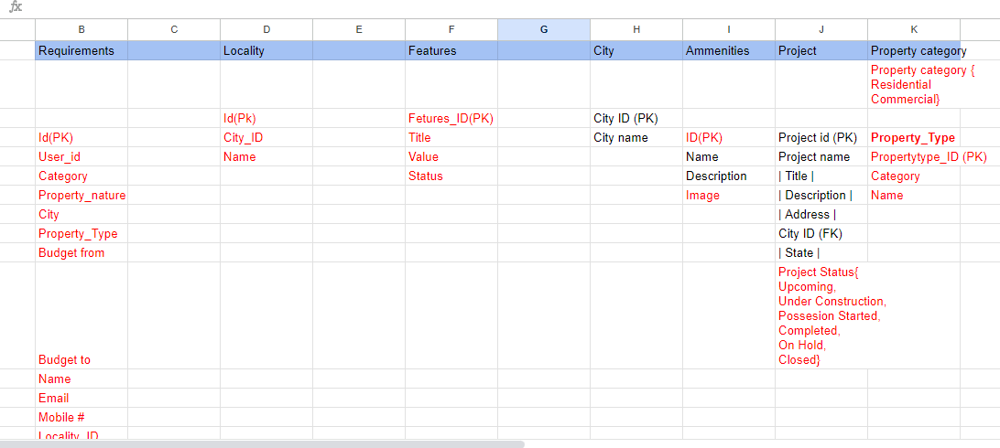 fx
B C D E F G H I J K
Requirements Locality Features City Ammenities Project Property category
Property category {
Residential
Commercial}
Id(Pk) Fetures_ID(PK) City ID (PK)
Id(PK) City_ID Title City name ID(PK) Project id (PK) Property_Type
User_id Name Value Name Project name Propertytype_ID (PK)
Category Status Description | Title | Category
Property_nature Image | Description | Name
City | Address |
Property_Type City ID (FK)
Budget from | State |
Project Status{
Upcoming,
Under Construction,
Possesion Started,
Completed,
On Hold,
Budget to Closed}
Name
Email
Mobile #
Locality_ID